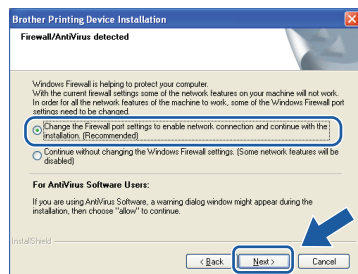 Brother Printing Device Installation
Firewall/AntiVirus detected
Windows Firewall is helping to protect your computer.
With the current firewall settings some of the network features on your machine will not work.
In order for all the network features of the machine to work, some of the Windows Firewall port
settings need to be changed.
Change the Firewall port settings to enable network connection and continue with the
installation. (Recommended)
Continue without changing the Windows Firewall settings. (Some network features will be
disabled)
For AntiVirus Software Users:
If you are using AntiVirus Software, a warning dialog window might appear during the
installation, then choose "allow" to continue.
InstallShield
< Back
Next >
Cancel